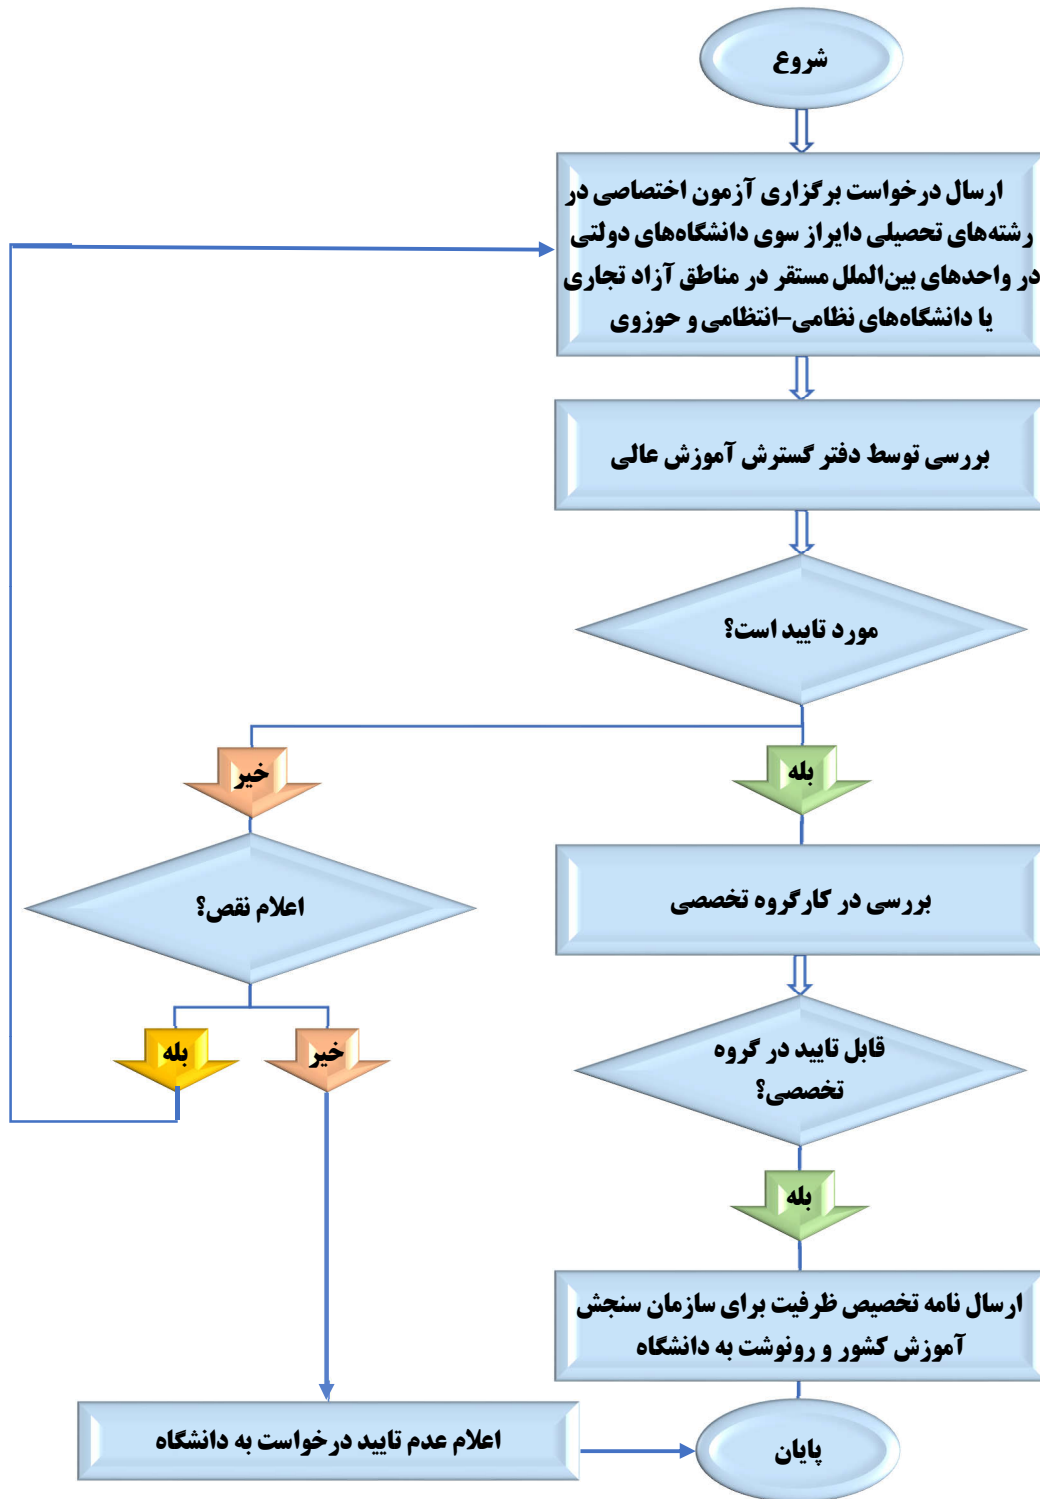 شروع
ارسال درخواست برگزاری آزمون اختصاصی در
رشته‌های تحصیلی دایراز سوی دانشگاه‌های دولتی
در واحدهای بین‌الملل مستقر در مناطق آزاد تجاری
یا دانشگاه‌های نظامی-انتظامی و حوزوی
بررسی توسط دفتر گسترش آموزش عالی
مورد تایید است؟
بله
خیر
بررسی در کارگروه تخصصی
اعلام نقص؟
قابل تایید در گروه
تخصصی؟
خیر
بله
بله
ارسال نامه تخصیص ظرفیت برای سازمان سنجش
آموزش کشور و رونوشت به دانشگاه
اعلام عدم تایید درخواست به دانشگاه
پایان